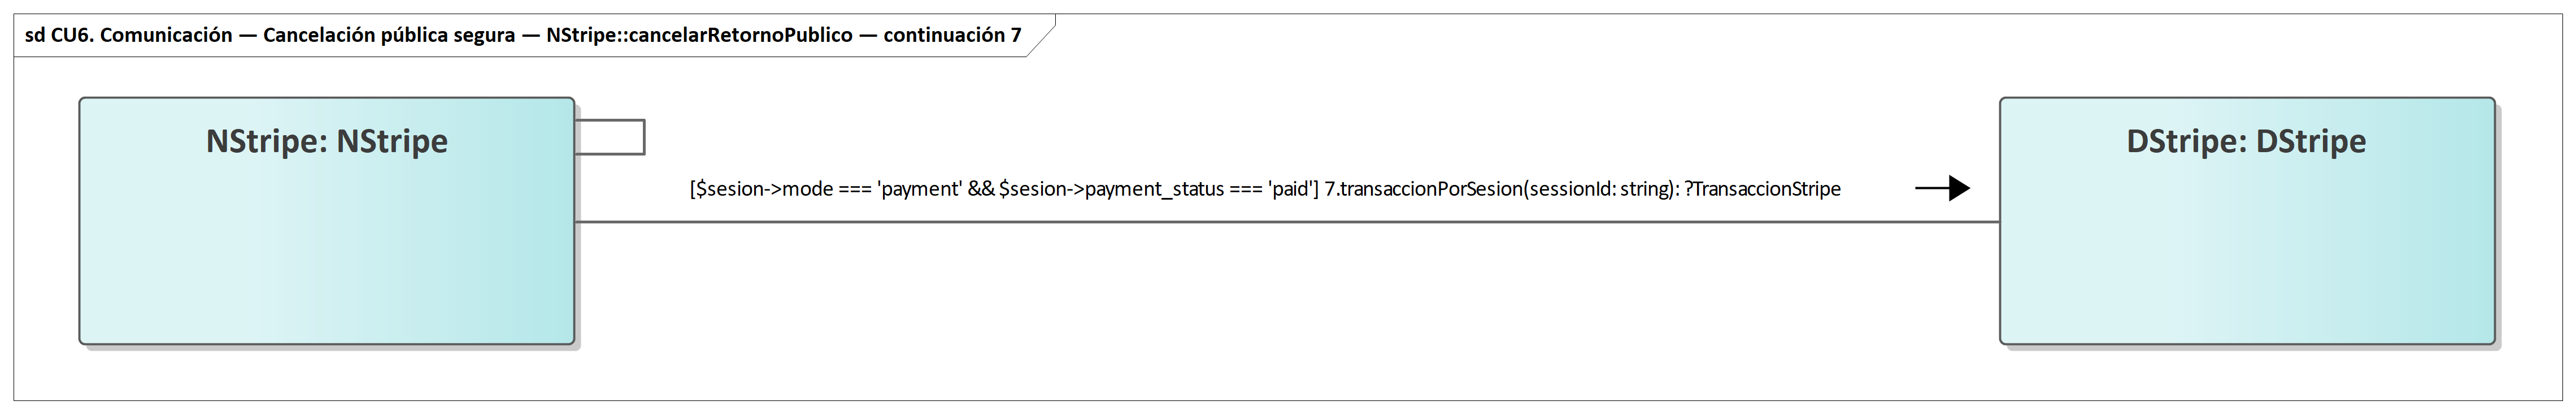 sd CU6. Comunicación — Cancelación pública segura — NStripe::cancelarRetornoPublico — continuación 7
NStripe: NStripe
DStripe: DStripe
[$sesion->mode === 'payment' && $sesion->payment_status === 'paid'] 7.transaccionPorSesion(sessionId: string): ?TransaccionStripe